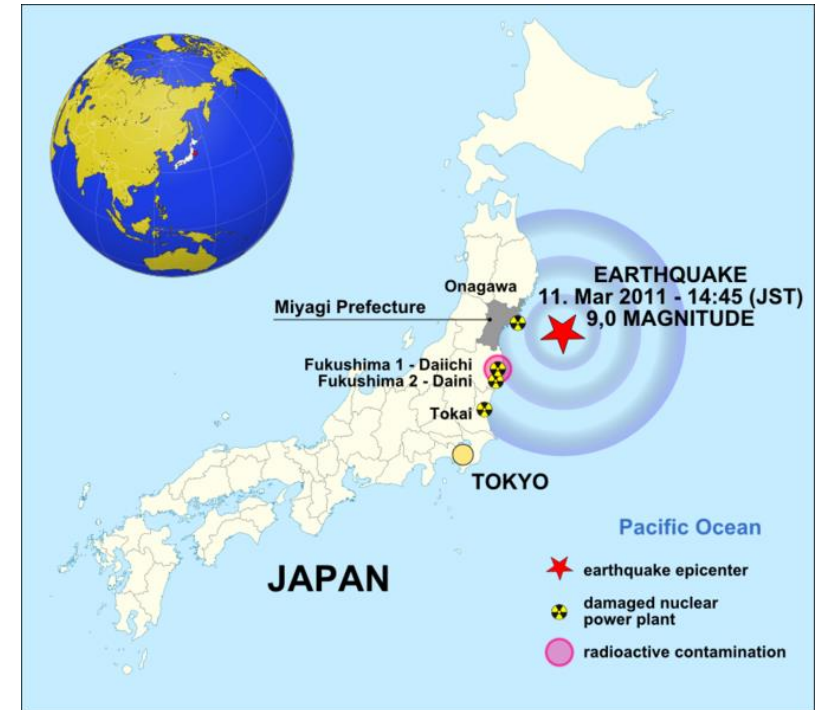 EARTHQUAKE
11. Mar 2011 - 14:45 (JST)
9,0 MAGNITUDE
Onagawa
Miyagi Prefecture
Fukushima 1 - Daiichi
Fukushima 2 - Daini
Tokai
TOKYO
JAPAN
Pacific Ocean
earthquake epicenter
damaged nuclear
power plant
radioactive contamination